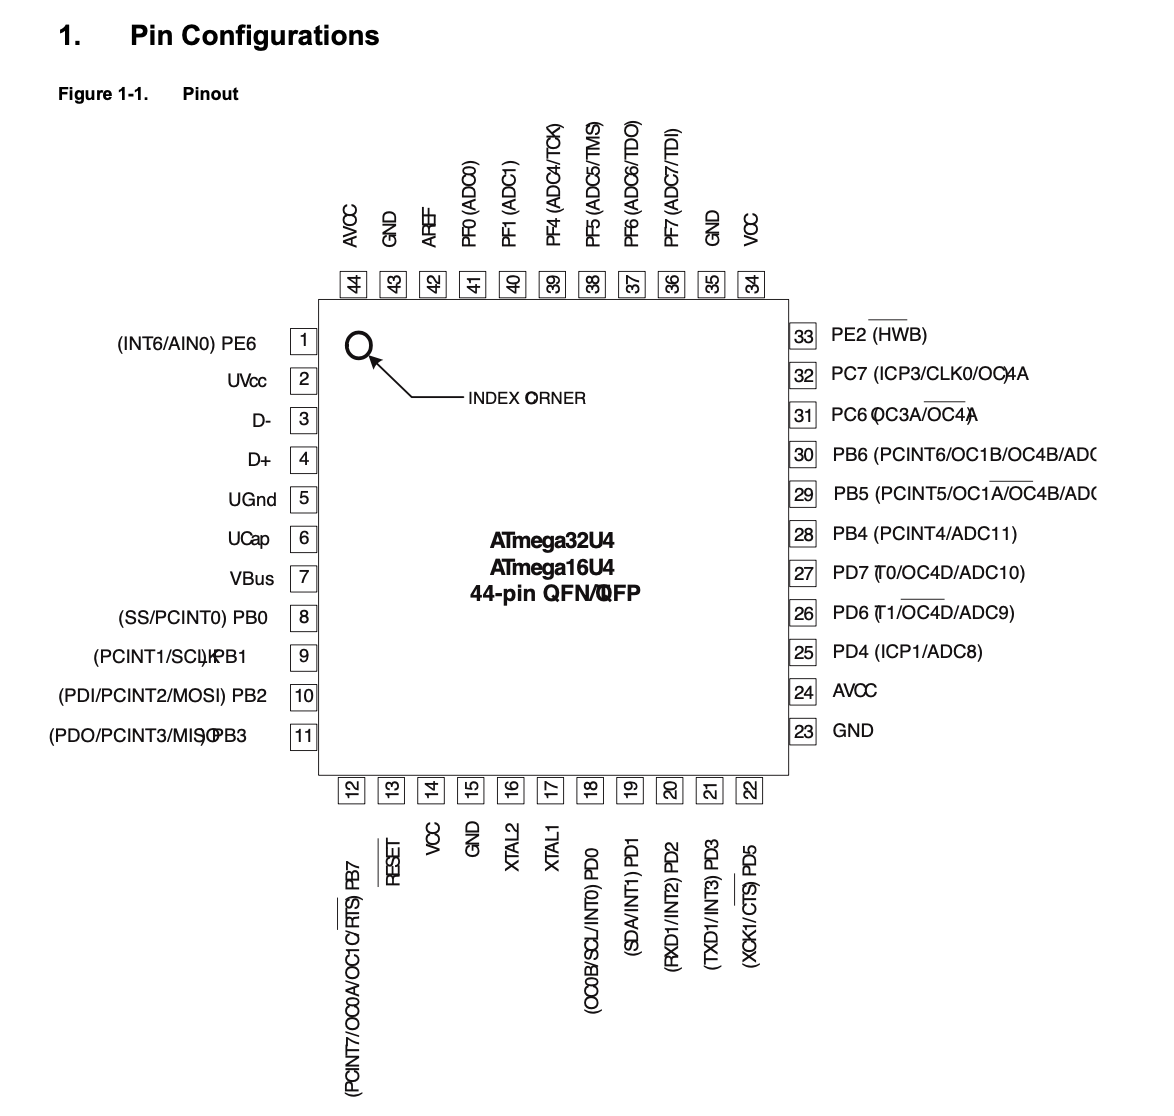 1. Pin Configurations
Figure 1-1. Pinout
AVCC
GND
AREF
PF0 (ADC0)
PF1 (ADC1)
PF4 (ADC4/TCK)
PF5 (ADC5/TMS)
PF6 (ADC6/TDO)
PF7 (ADC7/TDI)
GND
VCC
44 43 42 41 40 39 38 37 36 35 34
(INT6/AIN0) PE6 1
UVcc 2
D- 3
D+ 4
UGnd 5
UCap 6
VBus 7
(SS/PCINT0) PB0 8
(PCINT1/SCLK) PB1 9
(PDI/PCINT2/MOSI) PB2 10
(PDO/PCINT3/MISO) PB3 11
INDEX CORNER
ATmega32U4
ATmega16U4
44-pin QFN/TQFP
33 PE2 (HWB)
32 PC7 (ICP3/CLK0/OC4A)
31 PC6 (OC3A/OC4A)
30 PB6 (PCINT6/OC1B/OC4B/ADC
29 PB5 (PCINT5/OC1A/OC4B/ADC
28 PB4 (PCINT4/ADC11)
27 PD7 (T0/OC4D/ADC10)
26 PD6 (T1/OC4D/ADC9)
25 PD4 (ICP1/ADC8)
24 AVCC
23 GND
12 13 14 15 16 17 18 19 20 21 22
(PCINT7/OC0A/OC1C/RTS) PB7
RESET
VCC
GND
XTAL2
XTAL1
(OC0B/SCL/INT0) PD0
(SDA/INT1) PD1
(RXD1/INT2) PD2
(TXD1/INT3) PD3
(XCK1/CTS) PD5